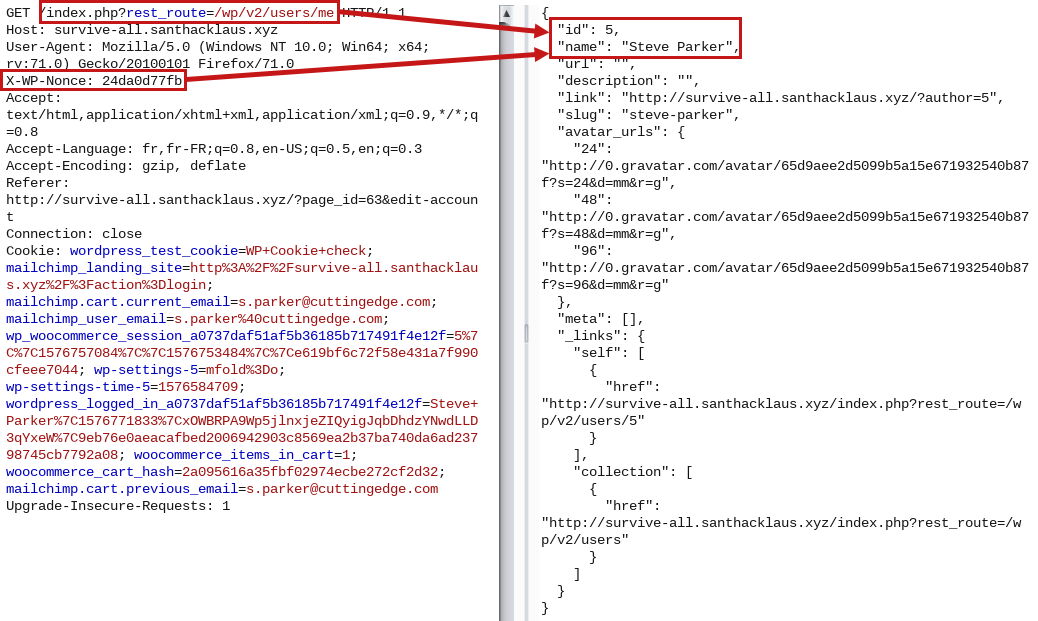 GET /index.php?rest_route=/wp/v2/users/me HTTP/1.1
Host: survive-all.santhacklaus.xyz
User-Agent: Mozilla/5.0 (Windows NT 10.0; Win64; x64;
rv:71.0) Gecko/20100101 Firefox/71.0
X-WP-Nonce: 24da0d77fb
Accept:
text/html,application/xhtml+xml,application/xml;q=0.9,*/*;q
=0.8
Accept-Language: fr,fr-FR;q=0.8,en-US;q=0.5,en;q=0.3
Accept-Encoding: gzip, deflate
Referer:
http://survive-all.santhacklaus.xyz/?page_id=63&edit-accoun
t
Connection: close
Cookie: wordpress_test_cookie=WP+Cookie+check;
mailchimp_landing_site=http%3A%2F%2Fsurvive-all.santhacklau
s.xyz%2F%3Faction%3Dlogin;
mailchimp.cart.current_email=s.parker@cuttingedge.com;
mailchimp_user_email=s.parker%40cuttingedge.com;
wp_woocommerce_session_a0737daf51af5b36185b717491f4e12f=5%7
C%7C1576757084%7C%7C1576753484%7C%7Ce619bf6c72f58e431a7f990
cfeee7044; wp-settings-5=mfold%3Do;
wp-settings-time-5=1576584709;
wordpress_logged_in_a0737daf51af5b36185b717491f4e12f=Steve+
Parker%7C1576771833%7CxOWBRPA9Wp5jlnxjeZIQyigJqbDhdzYNwdLLD
3qYxeW%7C9eb76e0aeacafbed2006942903c8569ea2b37ba740da6ad237
98745cb7792a08; woocommerce_items_in_cart=1;
woocommerce_cart_hash=2a095616a35fbf02974ecbe272cf2d32;
mailchimp.cart.previous_email=s.parker@cuttingedge.com
Upgrade-Insecure-Requests: 1
{
"id": 5,
"name": "Steve Parker",
"url": "",
"description": "",
"link": "http://survive-all.santhacklaus.xyz/?author=5",
"slug": "steve-parker",
"avatar_urls": {
"24":
"http://0.gravatar.com/avatar/65d9aee2d5099b5a15e671932540b87
f?s=24&d=mm&r=g",
"48":
"http://0.gravatar.com/avatar/65d9aee2d5099b5a15e671932540b87
f?s=48&d=mm&r=g",
"96":
"http://0.gravatar.com/avatar/65d9aee2d5099b5a15e671932540b87
f?s=96&d=mm&r=g"
},
"meta": [],
"_links": {
"self": [
{
"href":
"http://survive-all.santhacklaus.xyz/index.php?rest_route=/w
p/v2/users/5"
}
],
"collection": [
{
"href":
"http://survive-all.santhacklaus.xyz/index.php?rest_route=/w
p/v2/users"
}
]
}
}